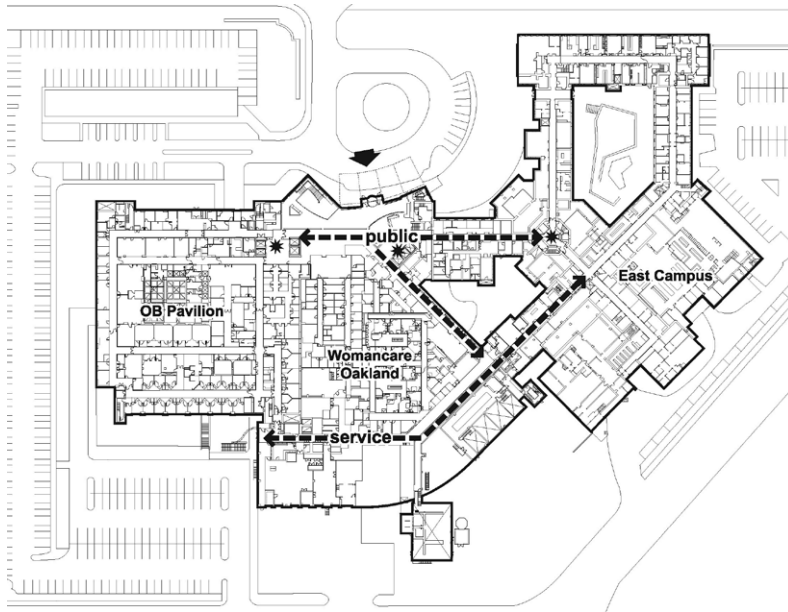 public
East Campus
OB Pavilion
Womancare
Oakland
service